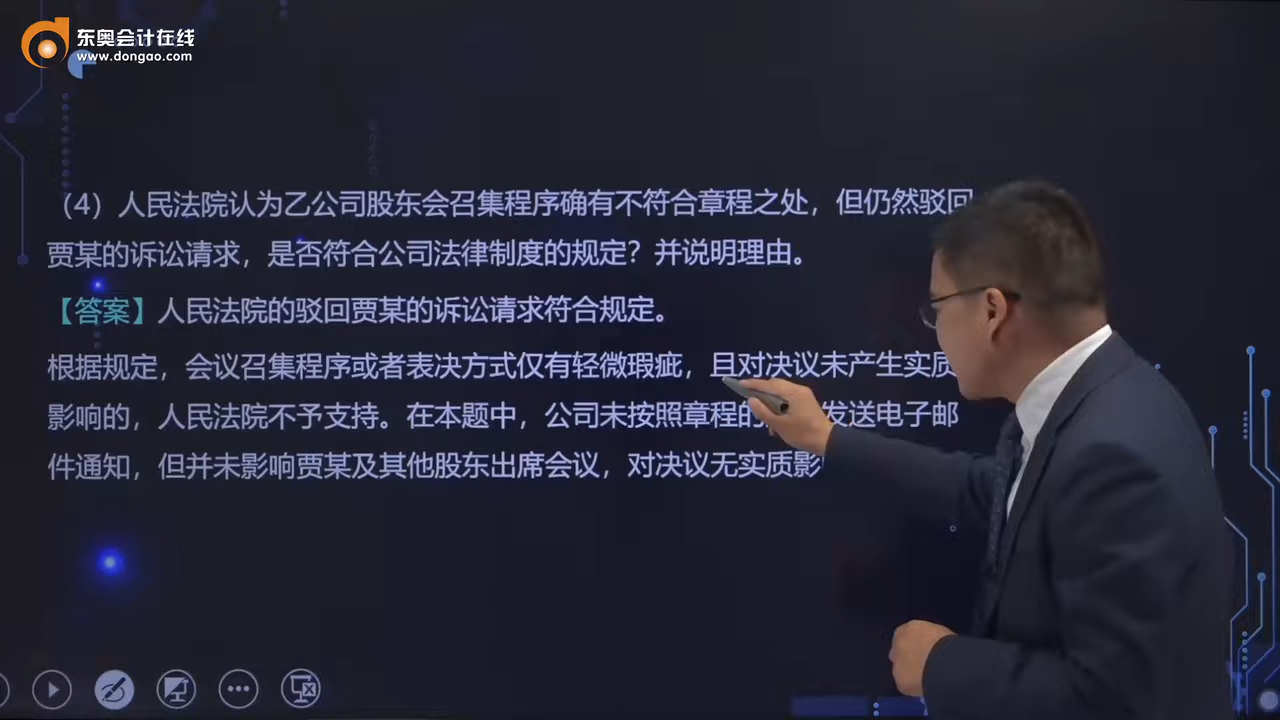 东奥会计在线
www.dongao.com
（4）人民法院认为乙公司股东会召集程序确有不符合章程之处，但仍然驳回
贾某的诉讼请求，是否符合公司法律制度的规定？并说明理由。
【答案】人民法院的驳回贾某的诉讼请求符合规定。
根据规定，会议召集程序或者表决方式仅有轻微瑕疵，且对决议未产生实质
影响的，人民法院不予支持。在本题中，公司未按照章程的 发送电子邮
件通知，但并未影响贾某及其他股东出席会议，对决议无实质影